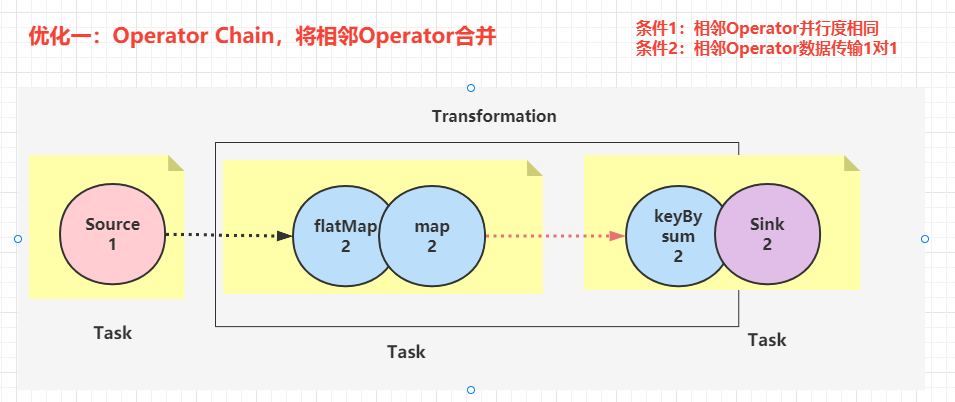 优化一：Operator Chain，将相邻Operator合并
条件1：相邻Operator并行度相同
条件2：相邻Operator数据传输1对1
Transformation
Source
1
flatMap
2
map
2
keyBy
sum
2
Sink
2
Task
Task
Task